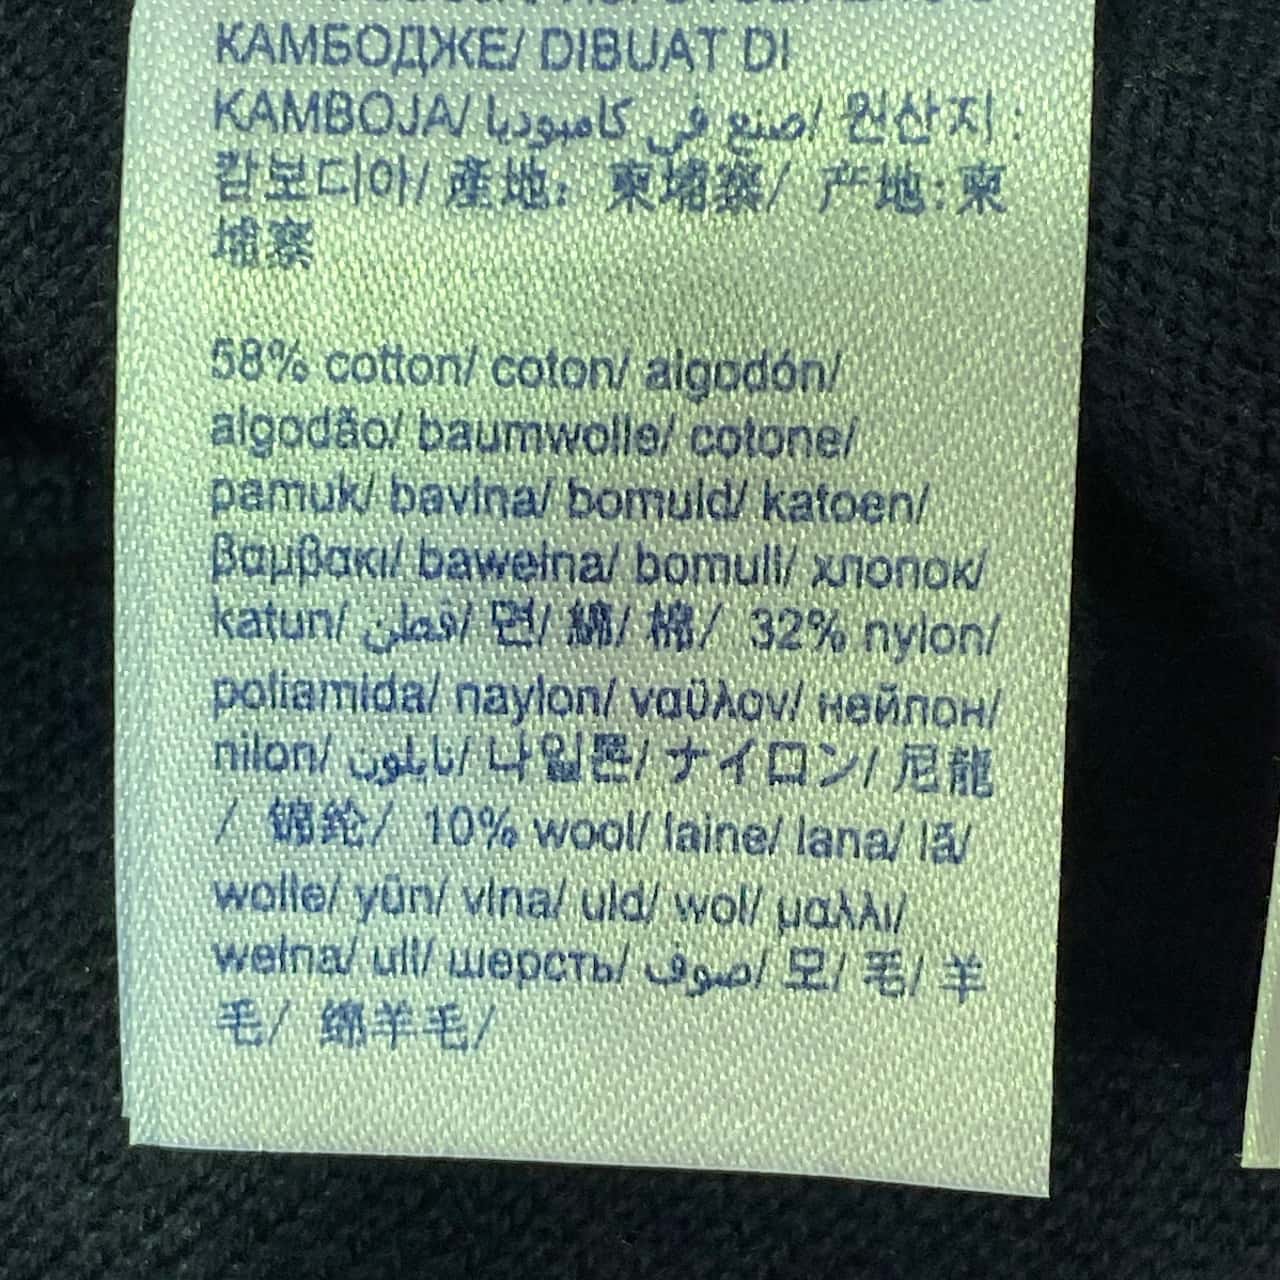 КАМБОДЖЕ/ DIBUAT DI
KAMBOJA/ صنع في كامبوديا/ 원산지 :
캄보디아/ 產地: 柬埔寨/ 产地:柬
埔寨
58% cotton/ coton/ algodón/
algodão/ baumwolle/ cotone/
pamuk/ bavlna/ bomuld/ katoen/
βαμβακι/ bawełna/ bomull/ хлопок/
katun/ قطن/ 면/ 綿/ 棉/ 32% nylon/
poliamida/ naylon/ ναϋλον/ нейлон/
nilon/ نايلون/ 나일론/ ナイロン/ 尼龍
/ 锦纶/ 10% wool/ laine/ lana/ lã/
wolle/ yün/ vlna/ uld/ wol/ μαλλι/
wełna/ ull/ шерсть/ صوف/ 모/ 毛/ 羊
毛/ 绵羊毛/